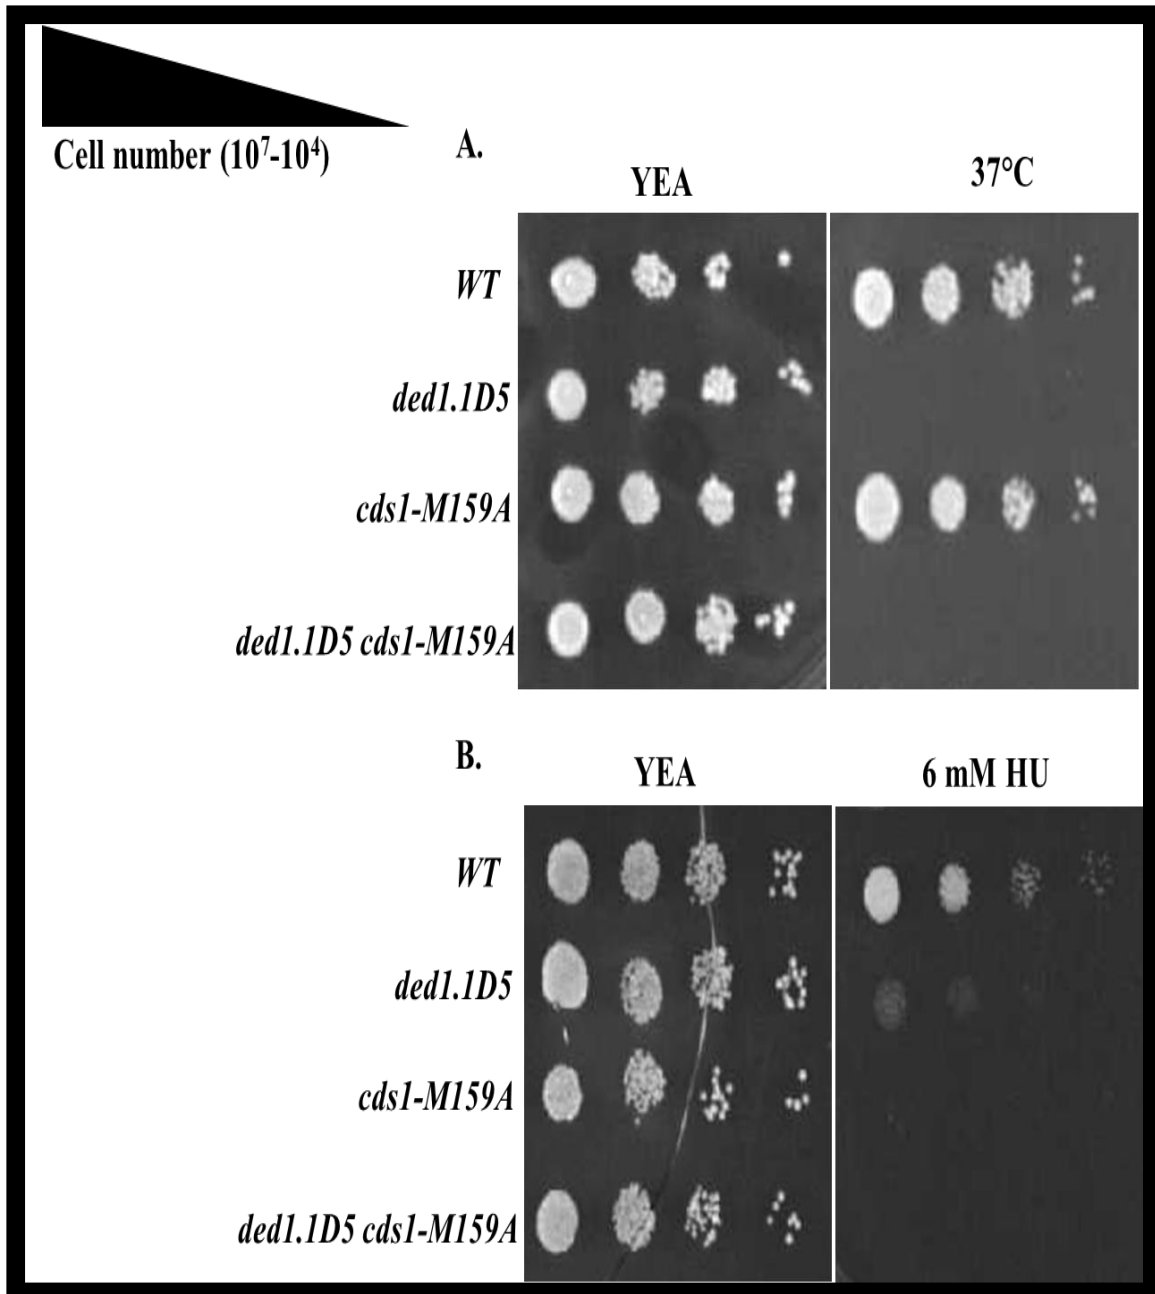 Cell number (10⁷-10⁴)
A.
YEA 37°C
WT
ded1.1D5
cds1-M159A
ded1.1D5 cds1-M159A
B.
YEA 6 mM HU
WT
ded1.1D5
cds1-M159A
ded1.1D5 cds1-M159A